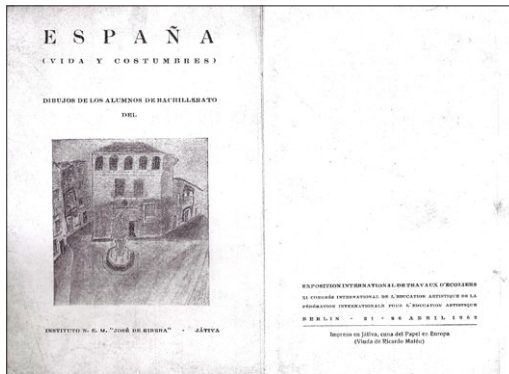 ESPAÑA
(VIDA Y COSTUMBRES)
DIBUJOS DE LOS ALUMNOS DE BACHILLERATO
DEL
INSTITUTO N. E. M. "JOSÉ DE RIBERA" - JÁTIVA
EXPOSITION INTERNATIONAL DE TRAVAUX D'ECOLIERS
XI CONGRÈS INTERNATIONAL DE L'EDUCATION ARTISTIQUE DE LA
FÉDÉRATION INTERNATIONALE POUR L'EDUCATION ARTISTIQUE
BERLIN - 21 - 26 ABRIL 1962
Impreso en Játiva, cuna del Papel en Europa
(Viuda de Ricardo Mateu)